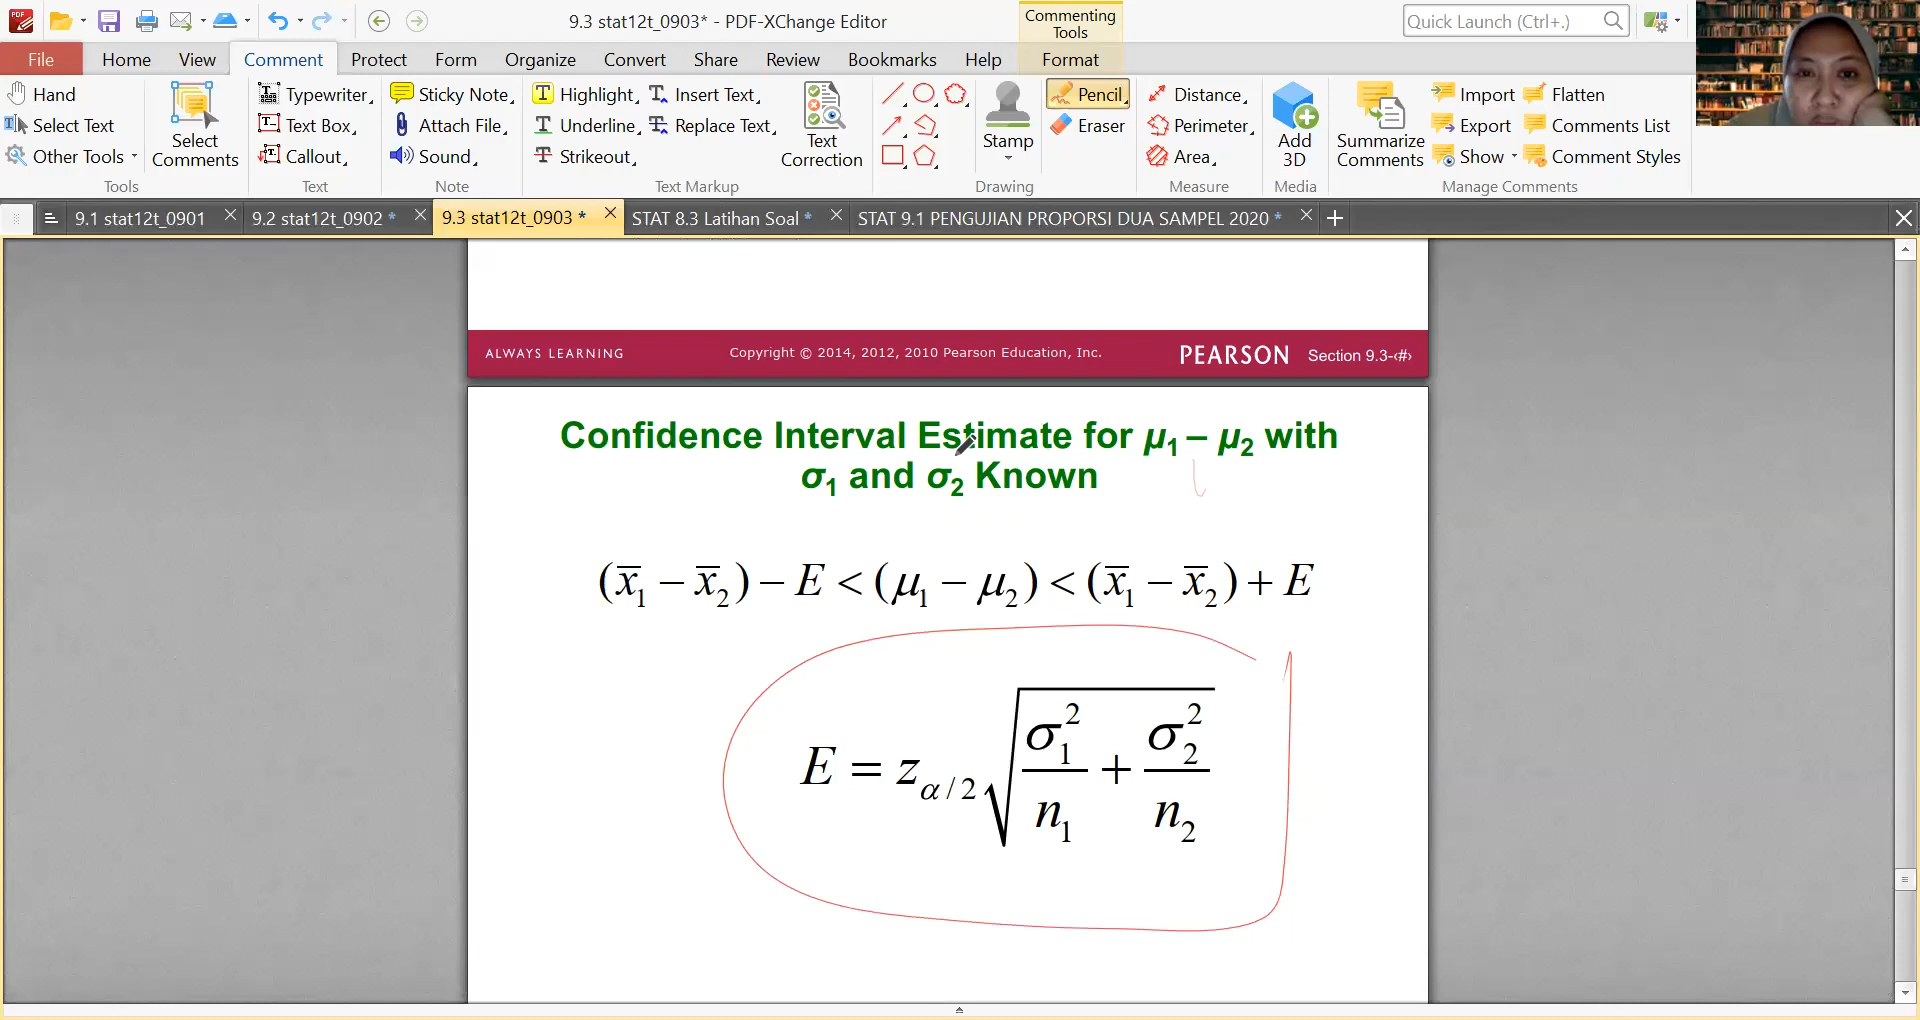 9.3 stat12t_0903* - PDF-XChange Editor
Commenting Tools
Quick Launch (Ctrl+.)
File Home View Comment Protect Form Organize Convert Share Review Bookmarks Help Format
Hand
Select Text
Other Tools
Select Comments
Tools
Typewriter
Text Box
Callout
Text
Sticky Note
Attach File
Sound
Note
Highlight
Underline
Strikeout
Insert Text
Replace Text
Text Correction
Text Markup
Stamp
Pencil
Eraser
Drawing
Distance
Perimeter
Area
Measure
Add 3D
Media
Summarize Comments
Import
Export
Show
Flatten
Comments List
Comment Styles
Manage Comments
9.1 stat12t_0901
9.2 stat12t_0902 *
9.3 stat12t_0903 *
STAT 8.3 Latihan Soal *
STAT 9.1 PENGUJIAN PROPORSI DUA SAMPEL 2020 *
ALWAYS LEARNING
Copyright © 2014, 2012, 2010 Pearson Education, Inc.
PEARSON
Section 9.3-‹#›
Confidence Interval Estimate for μ₁ – μ₂ with
σ₁ and σ₂ Known
(x̅₁ − x̅₂) − E < (μ₁ − μ₂) < (x̅₁ − x̅₂) + E
E = z_{α/2} √(σ₁²/n₁ + σ₂²/n₂)